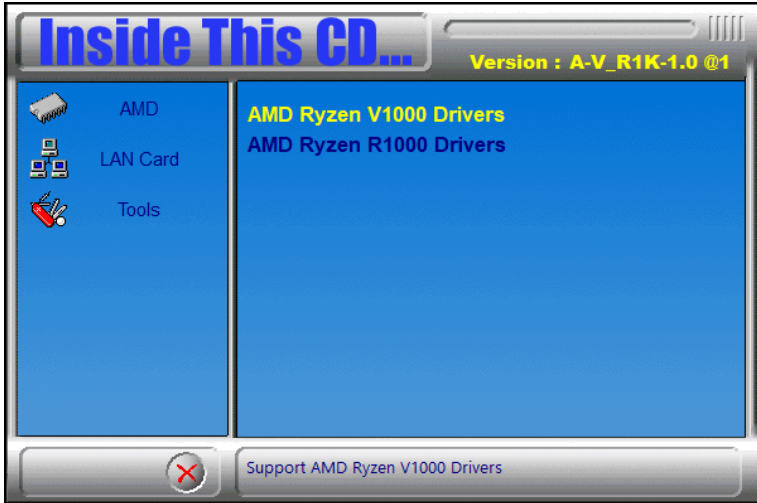 Inside This CD...
Version : A-V_R1K-1.0 @1
AMD
LAN Card
Tools
AMD Ryzen V1000 Drivers
AMD Ryzen R1000 Drivers
Support AMD Ryzen V1000 Drivers